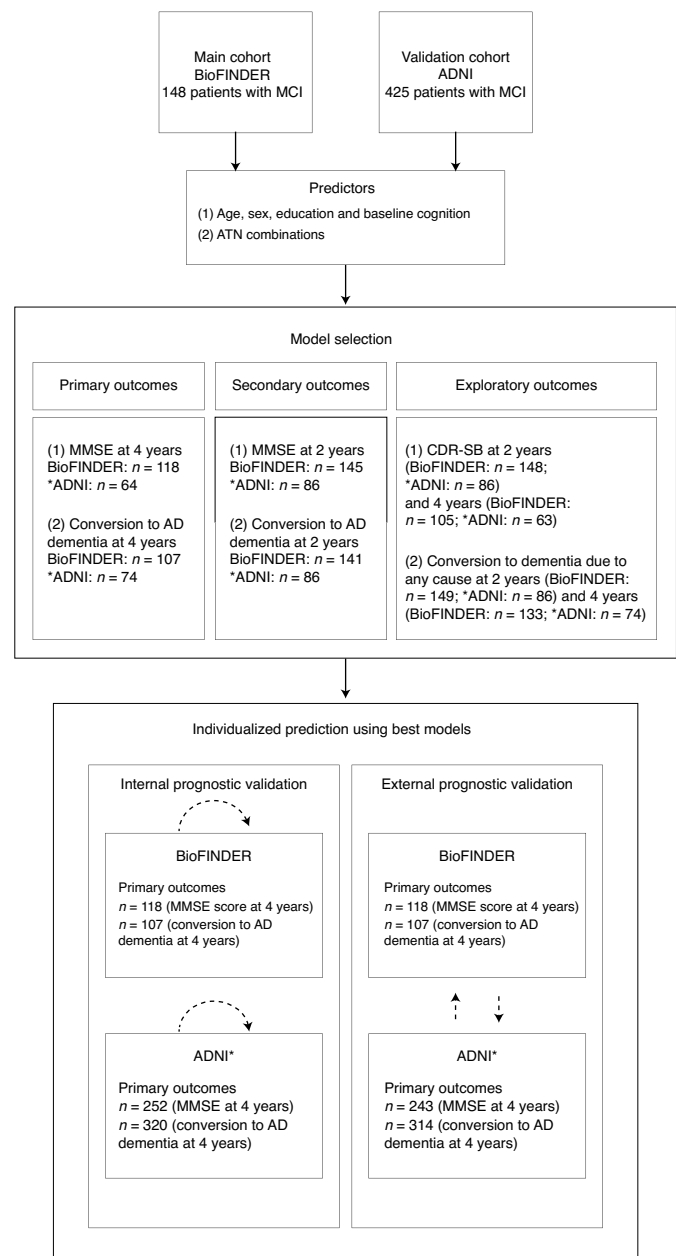 Main cohort
BioFINDER
148 patients with MCI
Validation cohort
ADNI
425 patients with MCI
Predictors
(1) Age, sex, education and baseline cognition
(2) ATN combinations
Model selection
Primary outcomes
(1) MMSE at 4 years
BioFINDER: n = 118
*ADNI: n = 64
(2) Conversion to AD
dementia at 4 years
BioFINDER: n = 107
*ADNI: n = 74
Secondary outcomes
(1) MMSE at 2 years
BioFINDER: n = 145
*ADNI: n = 86
(2) Conversion to AD
dementia at 2 years
BioFINDER: n = 141
*ADNI: n = 86
Exploratory outcomes
(1) CDR-SB at 2 years
(BioFINDER: n = 148;
*ADNI: n = 86)
and 4 years (BioFINDER:
n = 105; *ADNI: n = 63)
(2) Conversion to dementia due to
any cause at 2 years (BioFINDER:
n = 149; *ADNI: n = 86) and 4 years
(BioFINDER: n = 133; *ADNI: n = 74)
Individualized prediction using best models
Internal prognostic validation
BioFINDER
Primary outcomes
n = 118 (MMSE score at 4 years)
n = 107 (conversion to AD
dementia at 4 years)
ADNI*
Primary outcomes
n = 252 (MMSE at 4 years)
n = 320 (conversion to AD
dementia at 4 years)
External prognostic validation
BioFINDER
Primary outcomes
n = 118 (MMSE score at 4 years)
n = 107 (conversion to AD
dementia at 4 years)
ADNI*
Primary outcomes
n = 243 (MMSE at 4 years)
n = 314 (conversion to AD
dementia at 4 years)